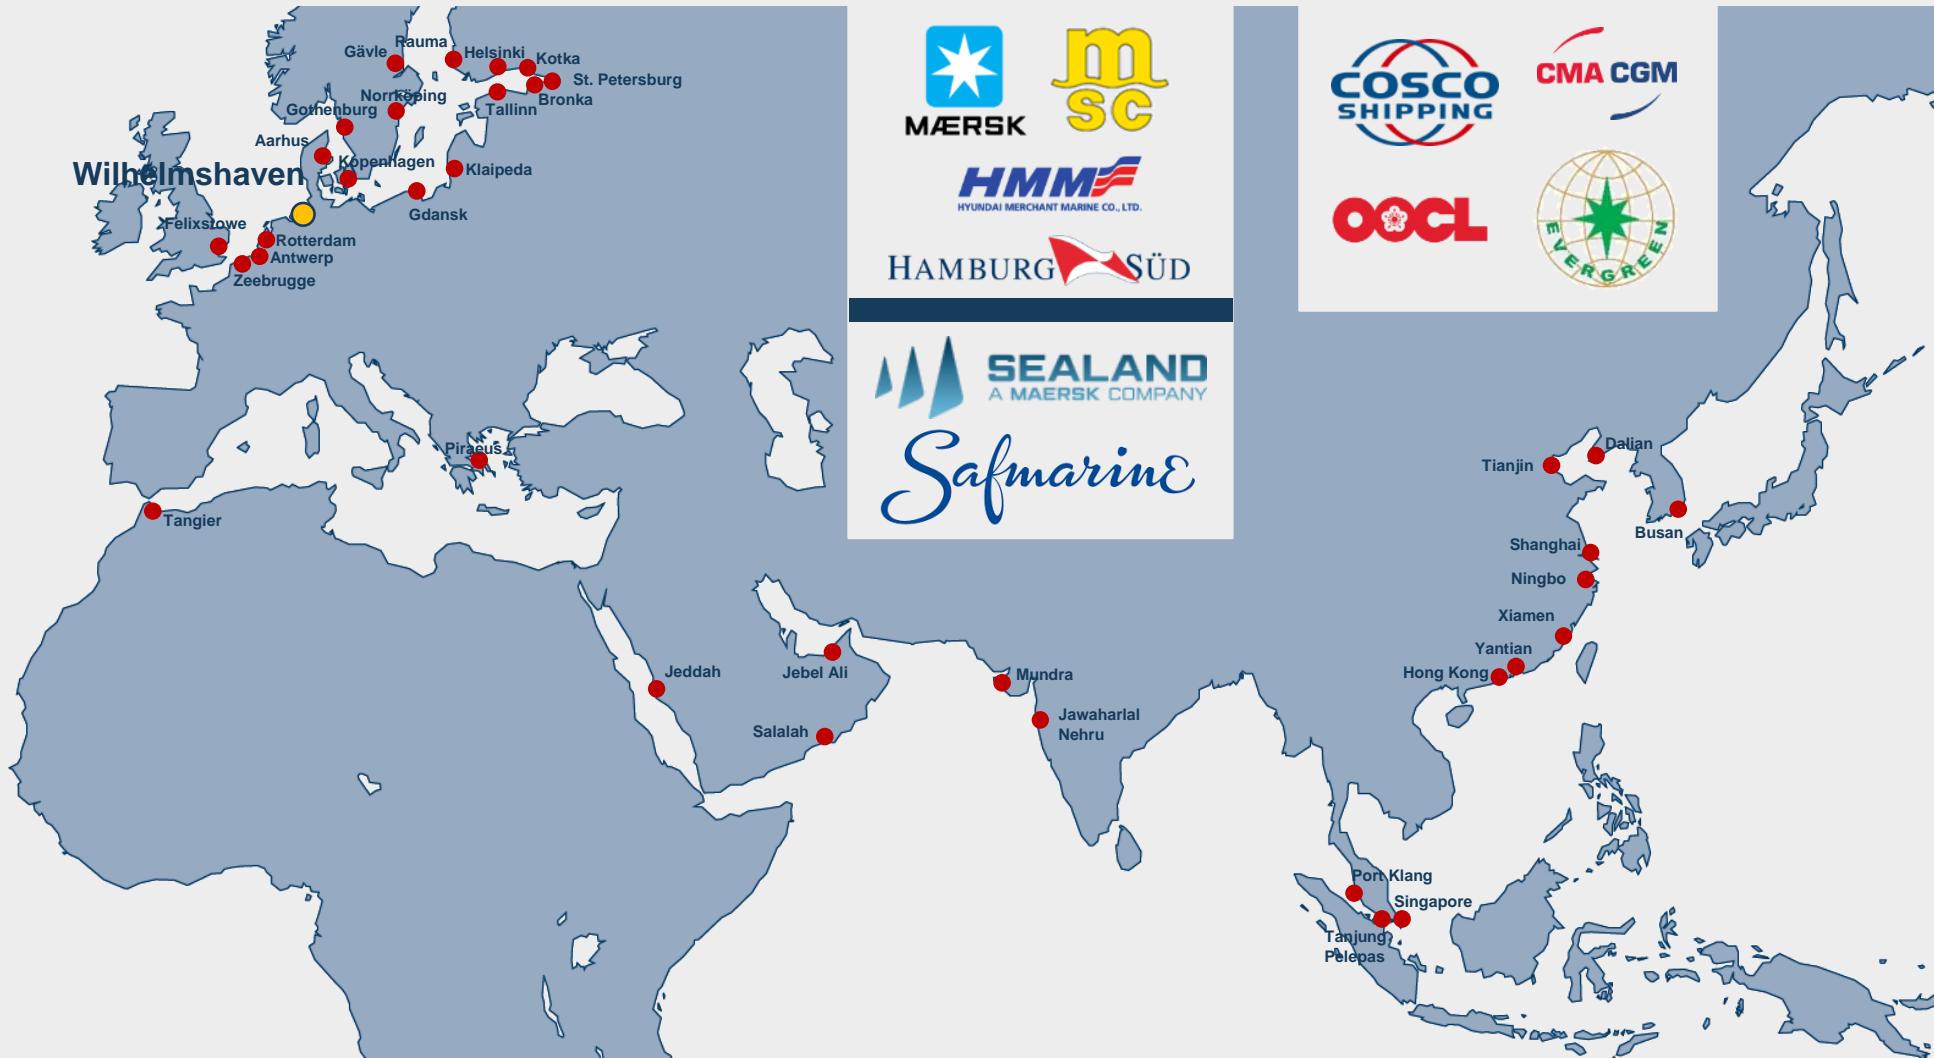 Rauma
Gävle
Helsinki
Kotka
St. Petersburg
Norrköping
Bronka
Tallinn
Gothenburg
Aarhus
Kopenhagen
Klaipeda
Wilhelmshaven
Gdansk
Felixstowe
Rotterdam
Antwerp
Zeebrugge
Piraeus
Tangier
MÆRSK
msc
HMM
HYUNDAI MERCHANT MARINE CO., LTD.
HAMBURG SÜD
SEALAND
A MAERSK COMPANY
Safmarine
COSCO
SHIPPING
CMA CGM
OOCL
EVERGREEN
Dalian
Tianjin
Busan
Shanghai
Ningbo
Xiamen
Yantian
Hong Kong
Jeddah
Jebel Ali
Salalah
Mundra
Jawaharlal
Nehru
Port Klang
Singapore
Tanjung
Pelepas